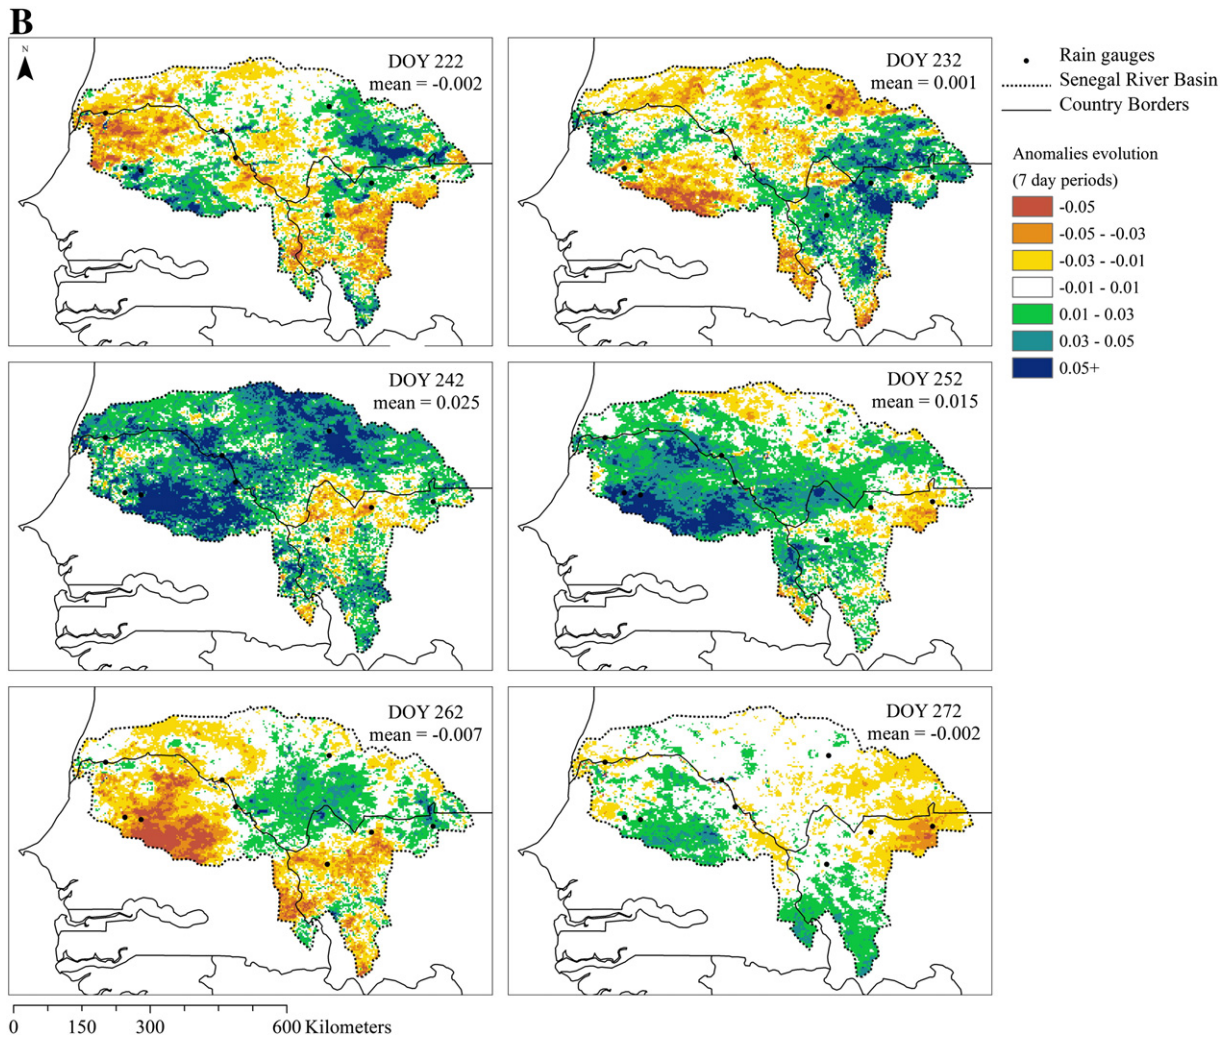 B
N
DOY 222
mean = -0.002
DOY 232
mean = 0.001
Rain gauges
Senegal River Basin
Country Borders
Anomalies evolution
(7 day periods)
-0.05
-0.05 - -0.03
-0.03 - -0.01
-0.01 - 0.01
0.01 - 0.03
0.03 - 0.05
0.05+
DOY 242
mean = 0.025
DOY 252
mean = 0.015
DOY 262
mean = -0.007
DOY 272
mean = -0.002
0 150 300 600 Kilometers